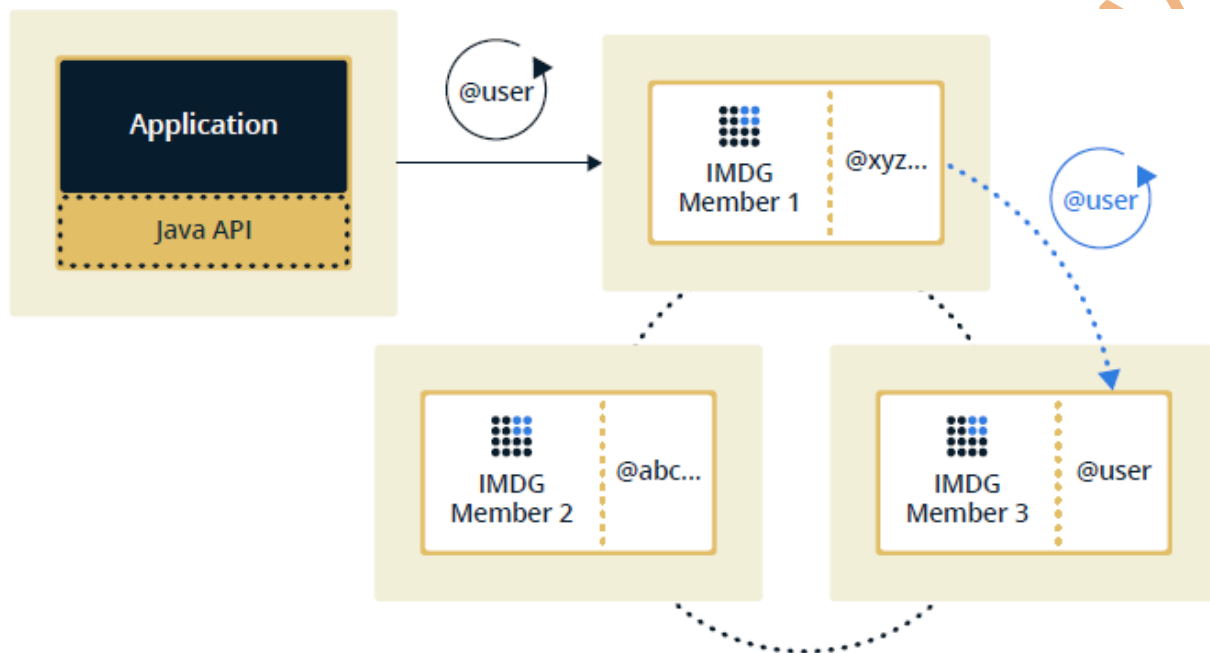 Application
Java API
@user
IMDG
Member 1
@xyz...
@user
IMDG
Member 2
@abc...
IMDG
Member 3
@user